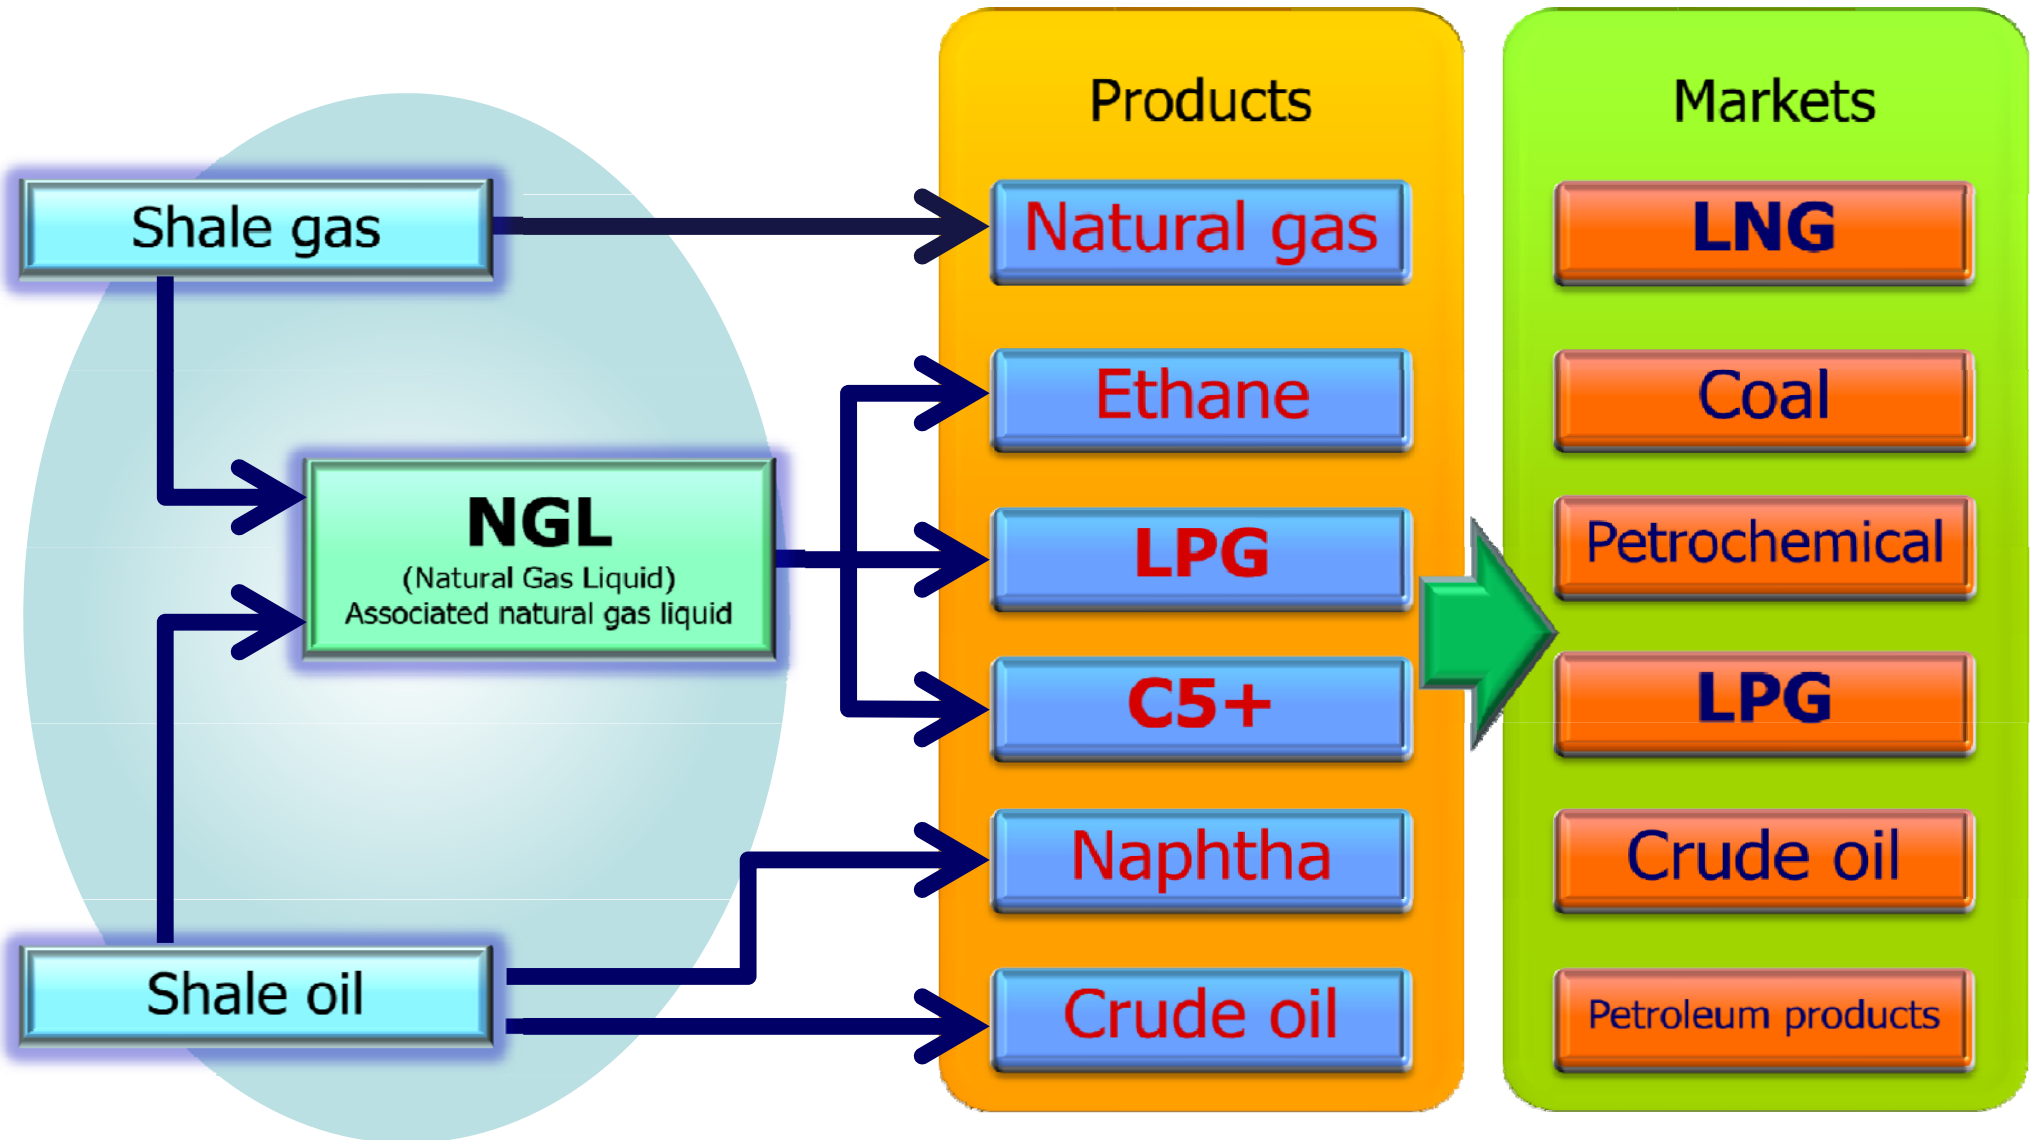 Products
Markets
Shale gas
Natural gas
LNG
Ethane
Coal
NGL
(Natural Gas Liquid)
Associated natural gas liquid
LPG
Petrochemical
C5+
LPG
Naphtha
Crude oil
Shale oil
Crude oil
Petroleum products